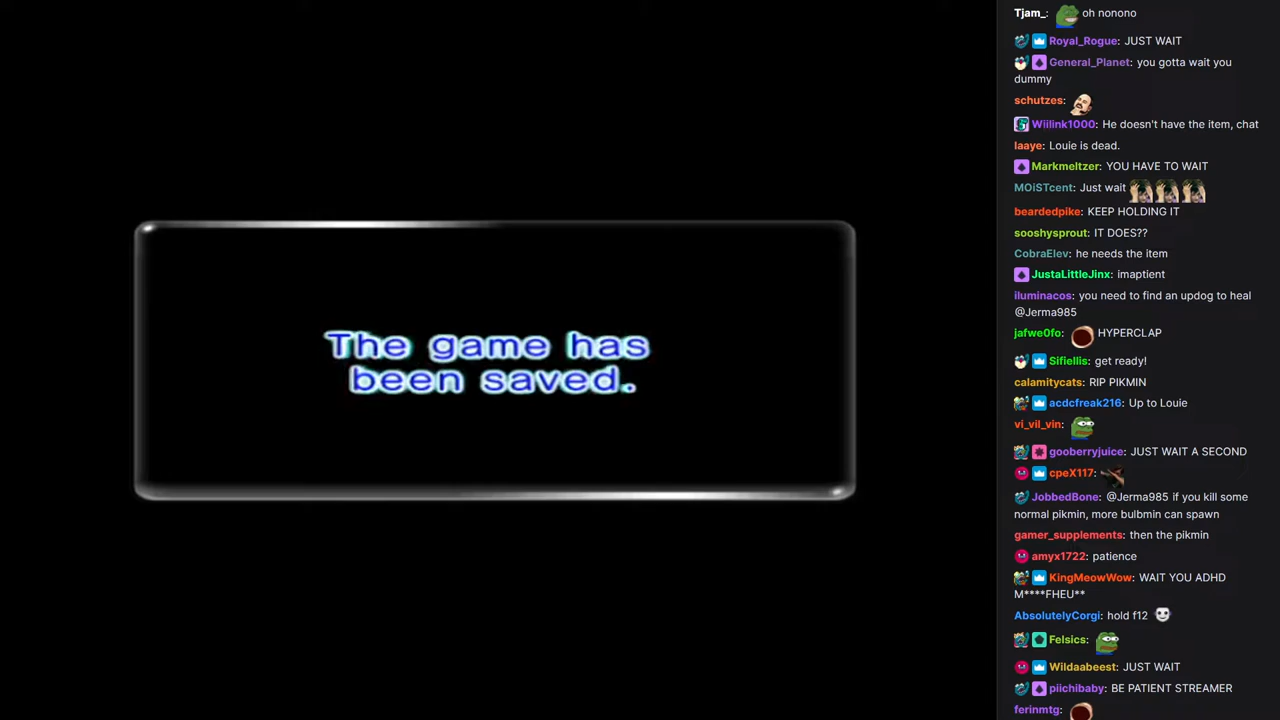 The game has
been saved.
Tjam_: oh nonono
Royal_Rogue: JUST WAIT
General_Planet: you gotta wait you
dummy
schutzes:
Wiilink1000: He doesn't have the item, chat
laaye: Louie is dead.
Markmeltzer: YOU HAVE TO WAIT
MOiSTcent: Just wait
beardedpike: KEEP HOLDING IT
sooshysprout: IT DOES??
CobraElev: he needs the item
JustaLittleJinx: imaptient
iluminacos: you need to find an updog to heal
@Jerma985
jafwe0fo: HYPERCLAP
Sifiellis: get ready!
calamitycats: RIP PIKMIN
acdcfreak216: Up to Louie
vi_vil_vin:
gooberryjuice: JUST WAIT A SECOND
cpeX117:
JobbedBone: @Jerma985 if you kill some
normal pikmin, more bulbmin can spawn
gamer_supplements: then the pikmin
amyx1722: patience
KingMeowWow: WAIT YOU ADHD
M****FHEU**
AbsolutelyCorgi: hold f12
Felsics:
Wildaabeest: JUST WAIT
piichibaby: BE PATIENT STREAMER
ferinmtg: